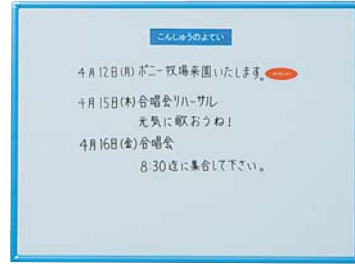 こんしゅうのよてい
4月12日(月)ポニー牧場来園いたします。
4月15日(木)合唱会リハーサル
元気に歌おうね!
4月16日(金)合唱会
8:30迄に集合して下さい。